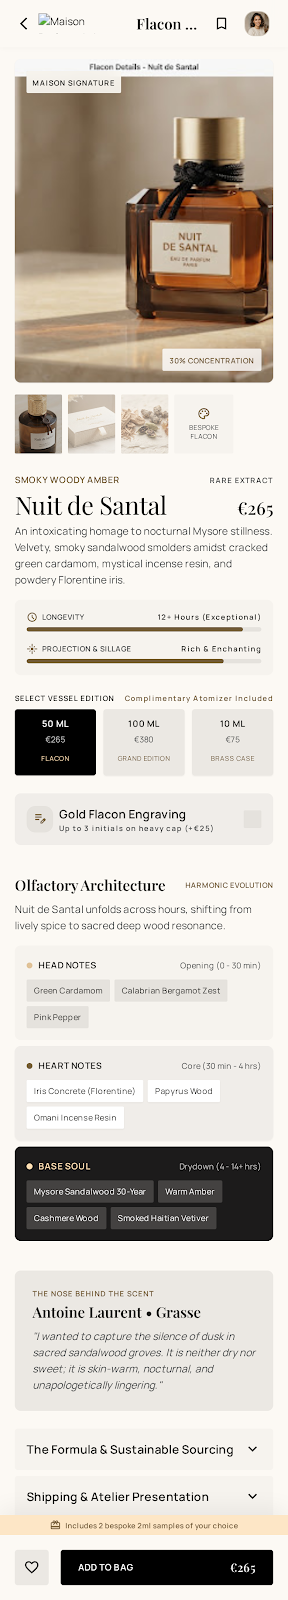 Maison
Flacon ...
Flacon Details - Nuit de Santal
MAISON SIGNATURE
NUIT
DE SANTAL
EAU DE PARFUM
PARIS
30% CONCENTRATION
BESPOKE
FLACON
SMOKY WOODY AMBER
RARE EXTRACT
Nuit de Santal
€265
An intoxicating homage to nocturnal Mysore stillness.
Velvety, smoky sandalwood smolders amidst cracked
green cardamom, mystical incense resin, and
powdery Florentine iris.
LONGEVITY
12+ Hours (Exceptional)
PROJECTION & SILLAGE
Rich & Enchanting
SELECT VESSEL EDITION
Complimentary Atomizer Included
50 ML
€265
FLACON
100 ML
€380
GRAND EDITION
10 ML
€75
BRASS CASE
Gold Flacon Engraving
Up to 3 initials on heavy cap (+€25)
Olfactory Architecture
HARMONIC EVOLUTION
Nuit de Santal unfolds across hours, shifting from
lively spice to sacred deep wood resonance.
HEAD NOTES
Opening (0 - 30 min)
Green Cardamom
Calabrian Bergamot Zest
Pink Pepper
HEART NOTES
Core (30 min - 4 hrs)
Iris Concrete (Florentine)
Papyrus Wood
Omani Incense Resin
BASE SOUL
Drydown (4 - 14+ hrs)
Mysore Sandalwood 30-Year
Warm Amber
Cashmere Wood
Smoked Haitian Vetiver
THE NOSE BEHIND THE SCENT
Antoine Laurent • Grasse
"I wanted to capture the silence of dusk in
sacred sandalwood groves. It is neither dry nor
sweet; it is skin-warm, nocturnal, and
unapologetically lingering."
The Formula & Sustainable Sourcing
Shipping & Atelier Presentation
Includes 2 bespoke 2ml samples of your choice
ADD TO BAG
€265